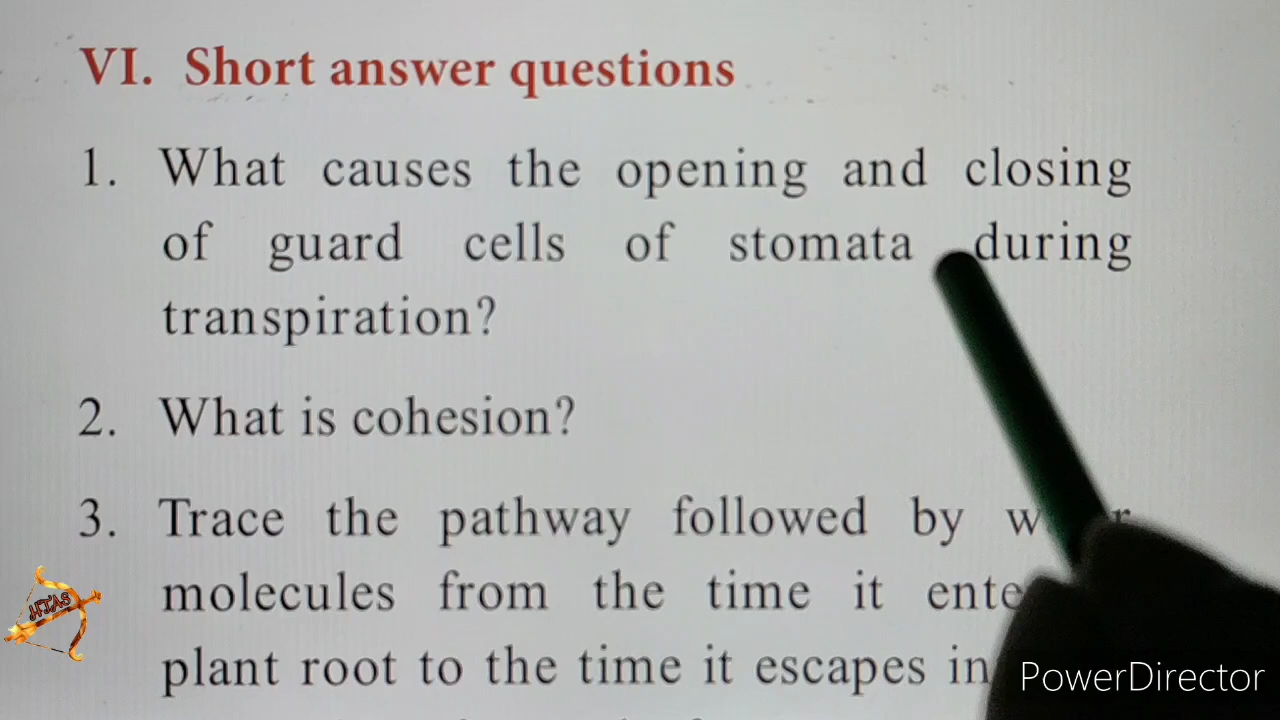 VI. Short answer questions
1. What causes the opening and closing
of guard cells of stomata during
transpiration?
2. What is cohesion?
3. Trace the pathway followed by
molecules from the time it
plant root to the time it escapes
HTAS
PowerDirector